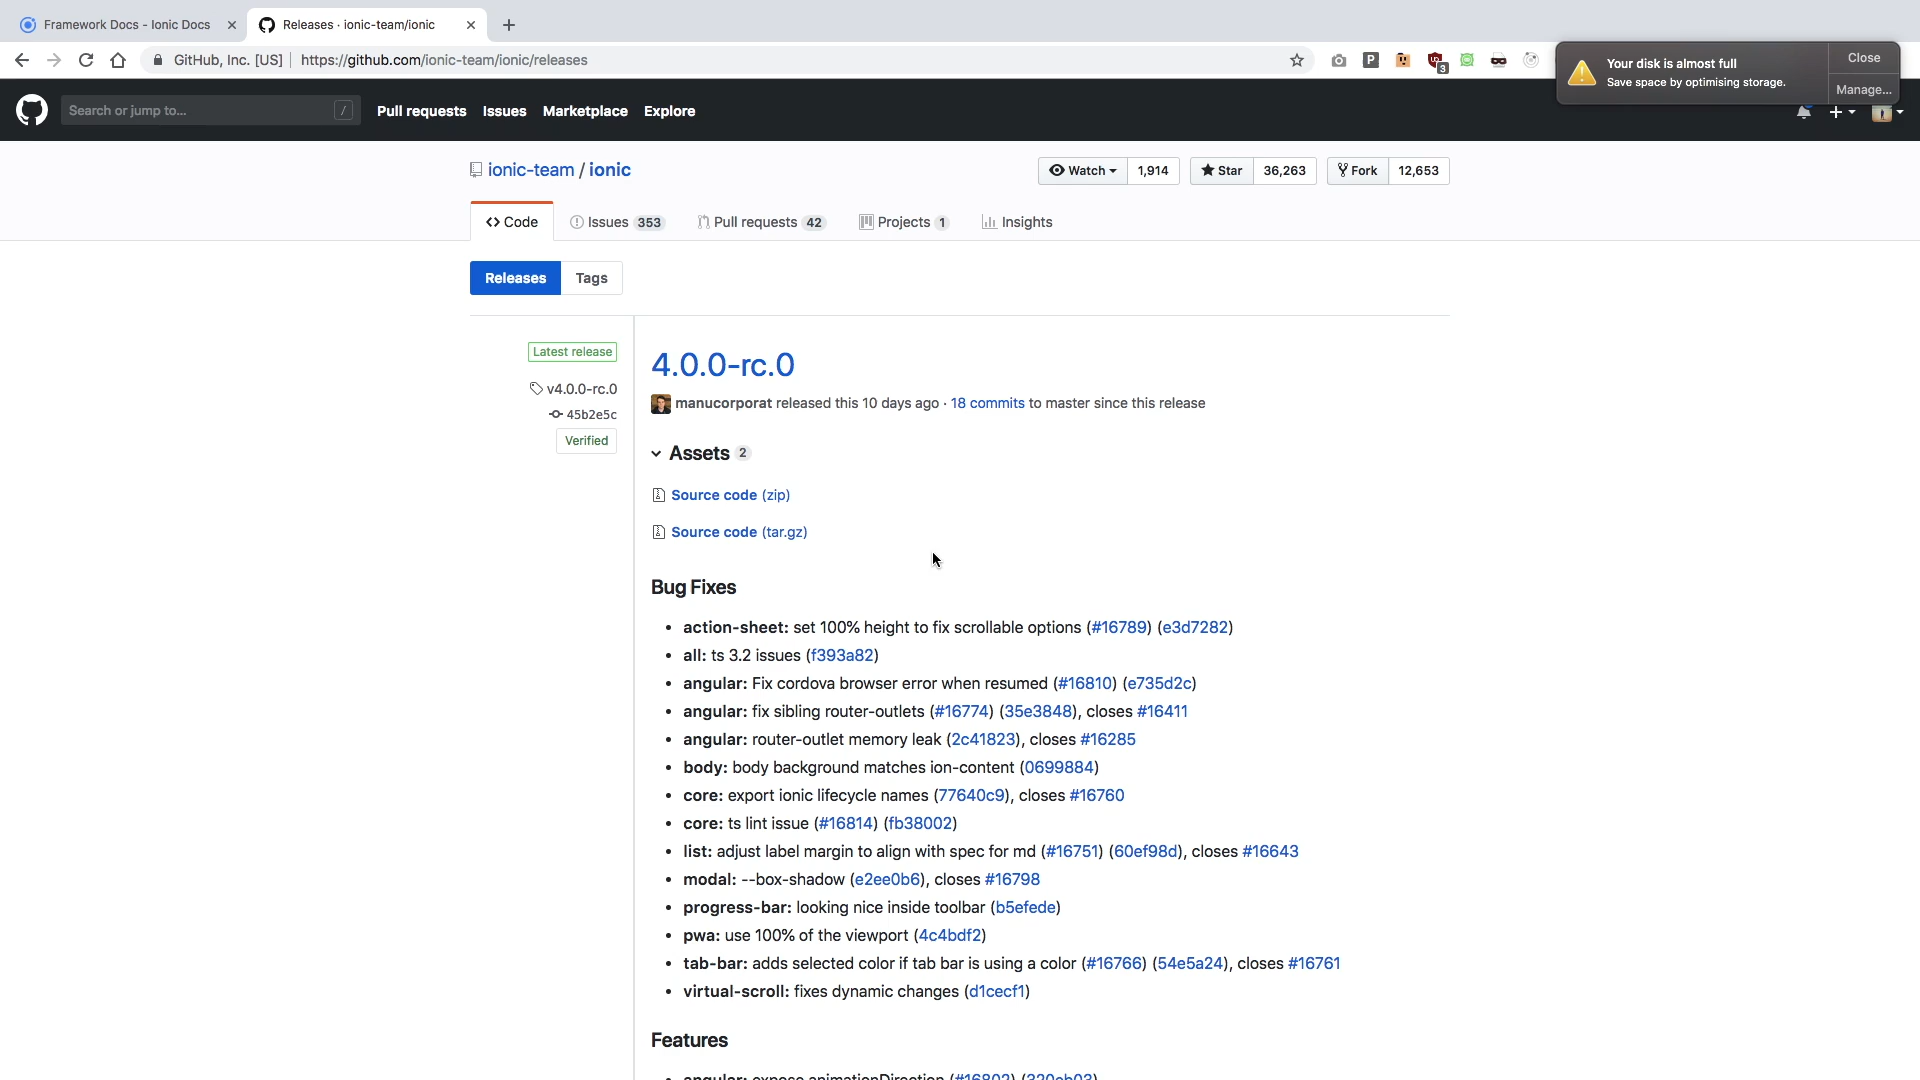 Framework Docs - Ionic Docs
Releases · ionic-team/ionic
GitHub, Inc. [US]
https://github.com/ionic-team/ionic/releases
P
3
Your disk is almost full
Save space by optimising storage.
Close
Manage...
Search or jump to...
/
Pull requests
Issues
Marketplace
Explore
ionic-team / ionic
Watch
1,914
Star
36,263
Fork
12,653
Code
Issues 353
Pull requests 42
Projects 1
Insights
Releases
Tags
Latest release
v4.0.0-rc.0
45b2e5c
Verified
4.0.0-rc.0
manucorporat released this 10 days ago · 18 commits to master since this release
Assets 2
Source code (zip)
Source code (tar.gz)
Bug Fixes
• action-sheet: set 100% height to fix scrollable options (#16789) (e3d7282)
• all: ts 3.2 issues (f393a82)
• angular: Fix cordova browser error when resumed (#16810) (e735d2c)
• angular: fix sibling router-outlets (#16774) (35e3848), closes #16411
• angular: router-outlet memory leak (2c41823), closes #16285
• body: body background matches ion-content (0699884)
• core: export ionic lifecycle names (77640c9), closes #16760
• core: ts lint issue (#16814) (fb38002)
• list: adjust label margin to align with spec for md (#16751) (60ef98d), closes #16643
• modal: --box-shadow (e2ee0b6), closes #16798
• progress-bar: looking nice inside toolbar (b5efede)
• pwa: use 100% of the viewport (4c4bdf2)
• tab-bar: adds selected color if tab bar is using a color (#16766) (54e5a24), closes #16761
• virtual-scroll: fixes dynamic changes (d1cecf1)
Features
• angular: expose animationDirection (#16802) (320eb03)